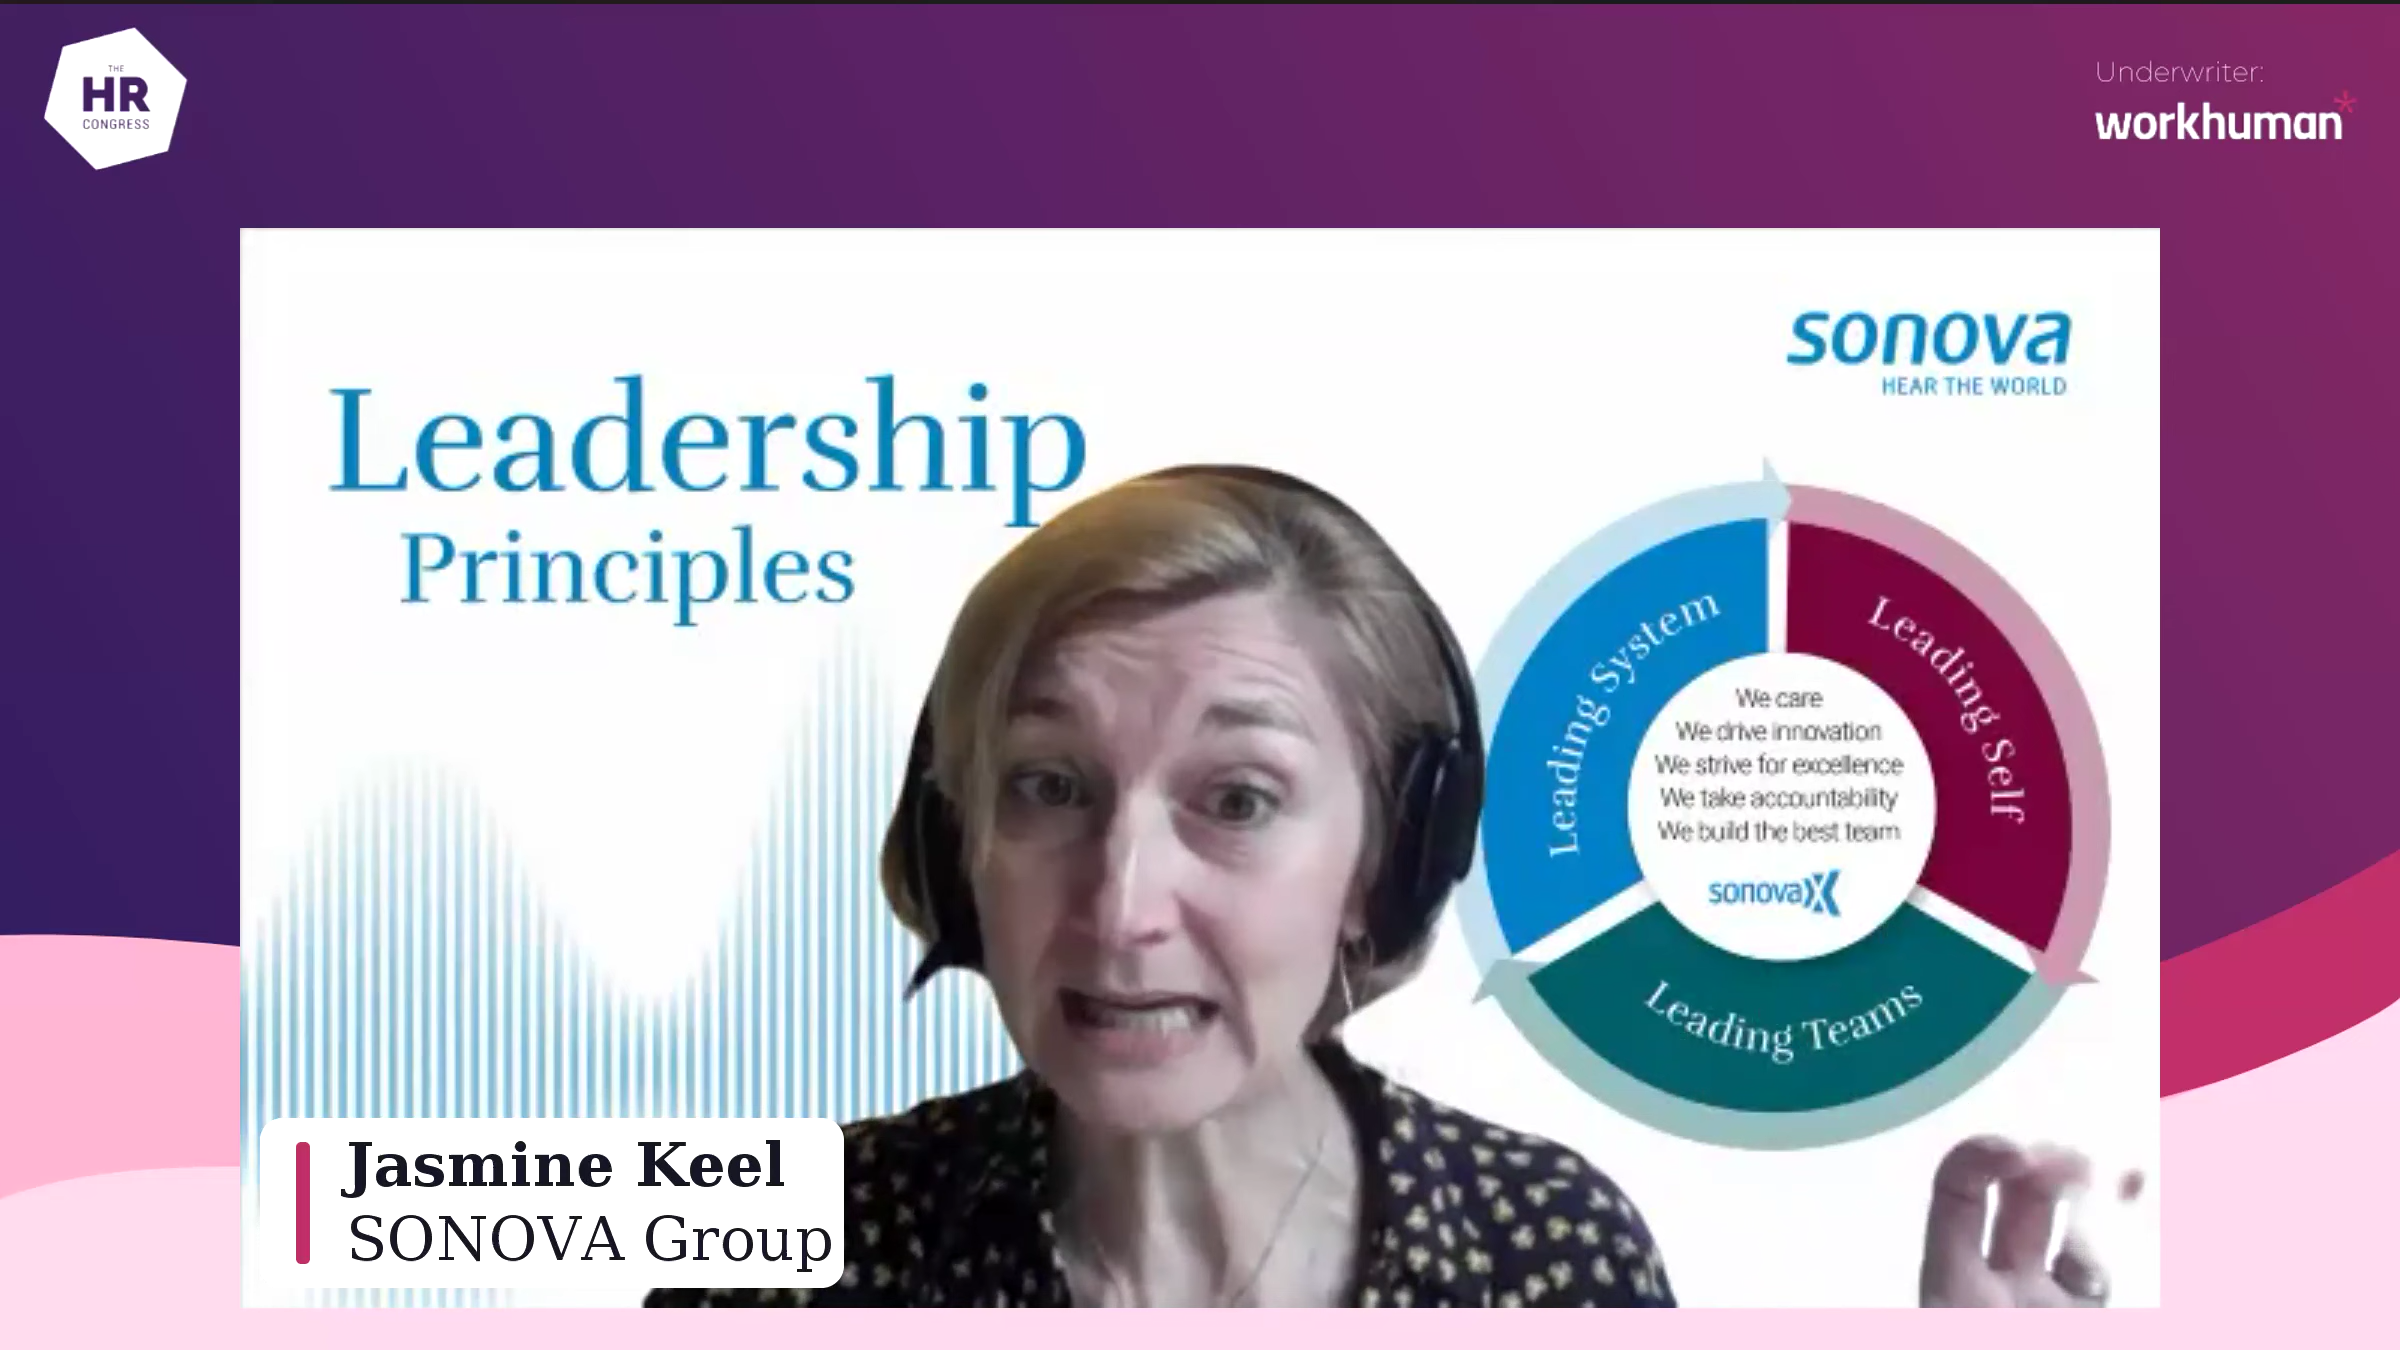 THE
HR
CONGRESS
Underwriter:
workhuman*
sonova
HEAR THE WORLD
Leadership
Principles
Leading System
Leading Self
We care
We drive innovation
We strive for excellence
We take accountability
We build the best team
sonovaX
Leading Teams
Jasmine Keel
SONOVA Group